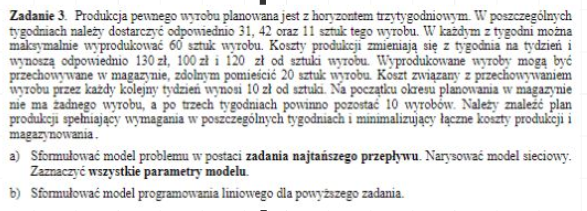 Zadanie 3. Produkcja pewnego wyrobu planowana jest z horyzontem trzytygodniowym. W poszczególnych
tygodniach należy dostarczyć odpowiednio 31, 42 oraz 11 sztuk tego wyrobu. W każdym z tygodni można
maksymalnie wyprodukować 60 sztuk wyrobu. Koszty produkcji zmieniają się z tygodnia na tydzień i
wynoszą odpowiednio 130 zł, 100 zł i 120 zł od sztuki wyrobu. Wyprodukowane wyroby mogą być
przechowywane w magazynie, zdolnym pomieścić 20 sztuk wyrobu. Koszt związany z przechowywaniem
wyrobu przez każdy kolejny tydzień wynosi 10 zł od sztuki. Na początku okresu planowania w magazynie
nie ma żadnego wyrobu, a po trzech tygodniach powinno pozostać 10 wyrobów. Należy znaleźć plan
produkcji spełniający wymagania w poszczególnych tygodniach i minimalizujący łączne koszty produkcji i
magazynowania.
a) Sformułować model problemu w postaci zadania najtańszego przepływu. Narysować model sieciowy.
Zaznaczyć wszystkie parametry modelu.
b) Sformułować model programowania liniowego dla powyższego zadania.